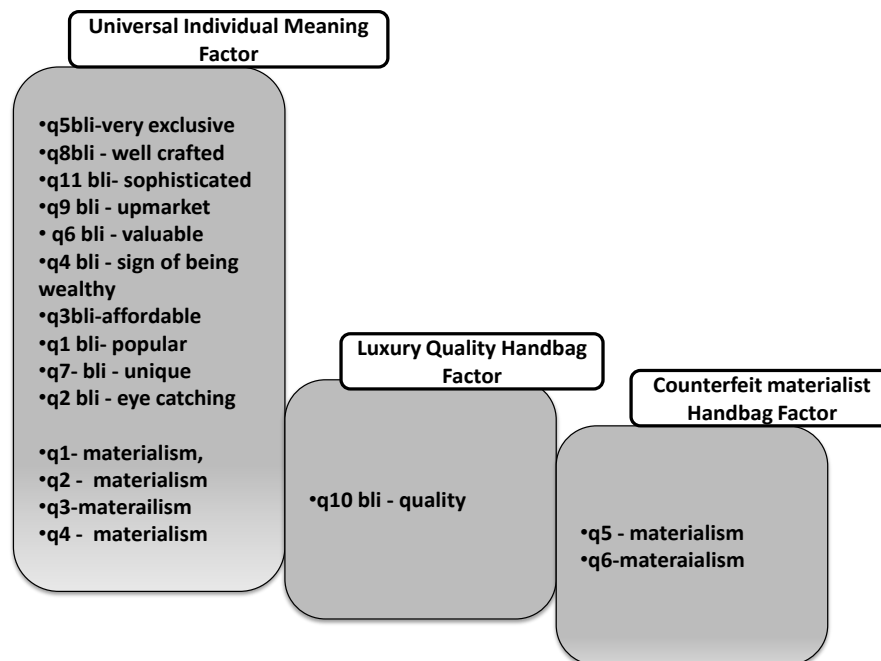 Universal Individual Meaning
Factor
•q5bli-very exclusive
•q8bli - well crafted
•q11 bli- sophisticated
•q9 bli - upmarket
• q6 bli - valuable
•q4 bli - sign of being
wealthy
•q3bli-affordable
•q1 bli- popular
•q7- bli - unique
•q2 bli - eye catching
•q1- materialism,
•q2 -  materialism
•q3-materailism
•q4 -  materialism
Luxury Quality Handbag
Factor
•q10 bli - quality
Counterfeit materialist
Handbag Factor
•q5 - materialism
•q6-materaialism